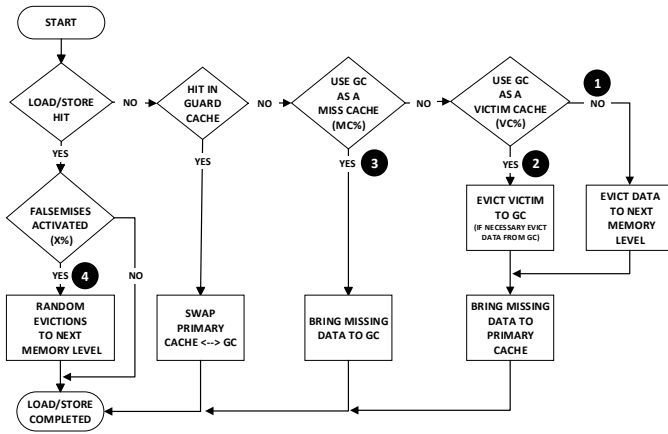 START
LOAD/STORE
HIT
NO
HIT IN
GUARD
CACHE
NO
USE GC
AS A
MISS CACHE
(MC%)
NO
USE GC
AS A
VICTIM CACHE
(VC%)
1
NO
YES
YES
YES
3
YES
2
FALSEMISES
ACTIVATED
(X%)
EVICT VICTIM
TO GC
(IF NECESSARY EVICT
DATA FROM GC)
EVICT DATA
TO NEXT
MEMORY
LEVEL
YES
4
NO
RANDOM
EVICTIONS
TO NEXT
MEMORY LEVEL
SWAP
PRIMARY
CACHE <--> GC
BRING MISSING
DATA TO GC
BRING MISSING
DATA TO
PRIMARY
CACHE
LOAD/STORE
COMPLETED